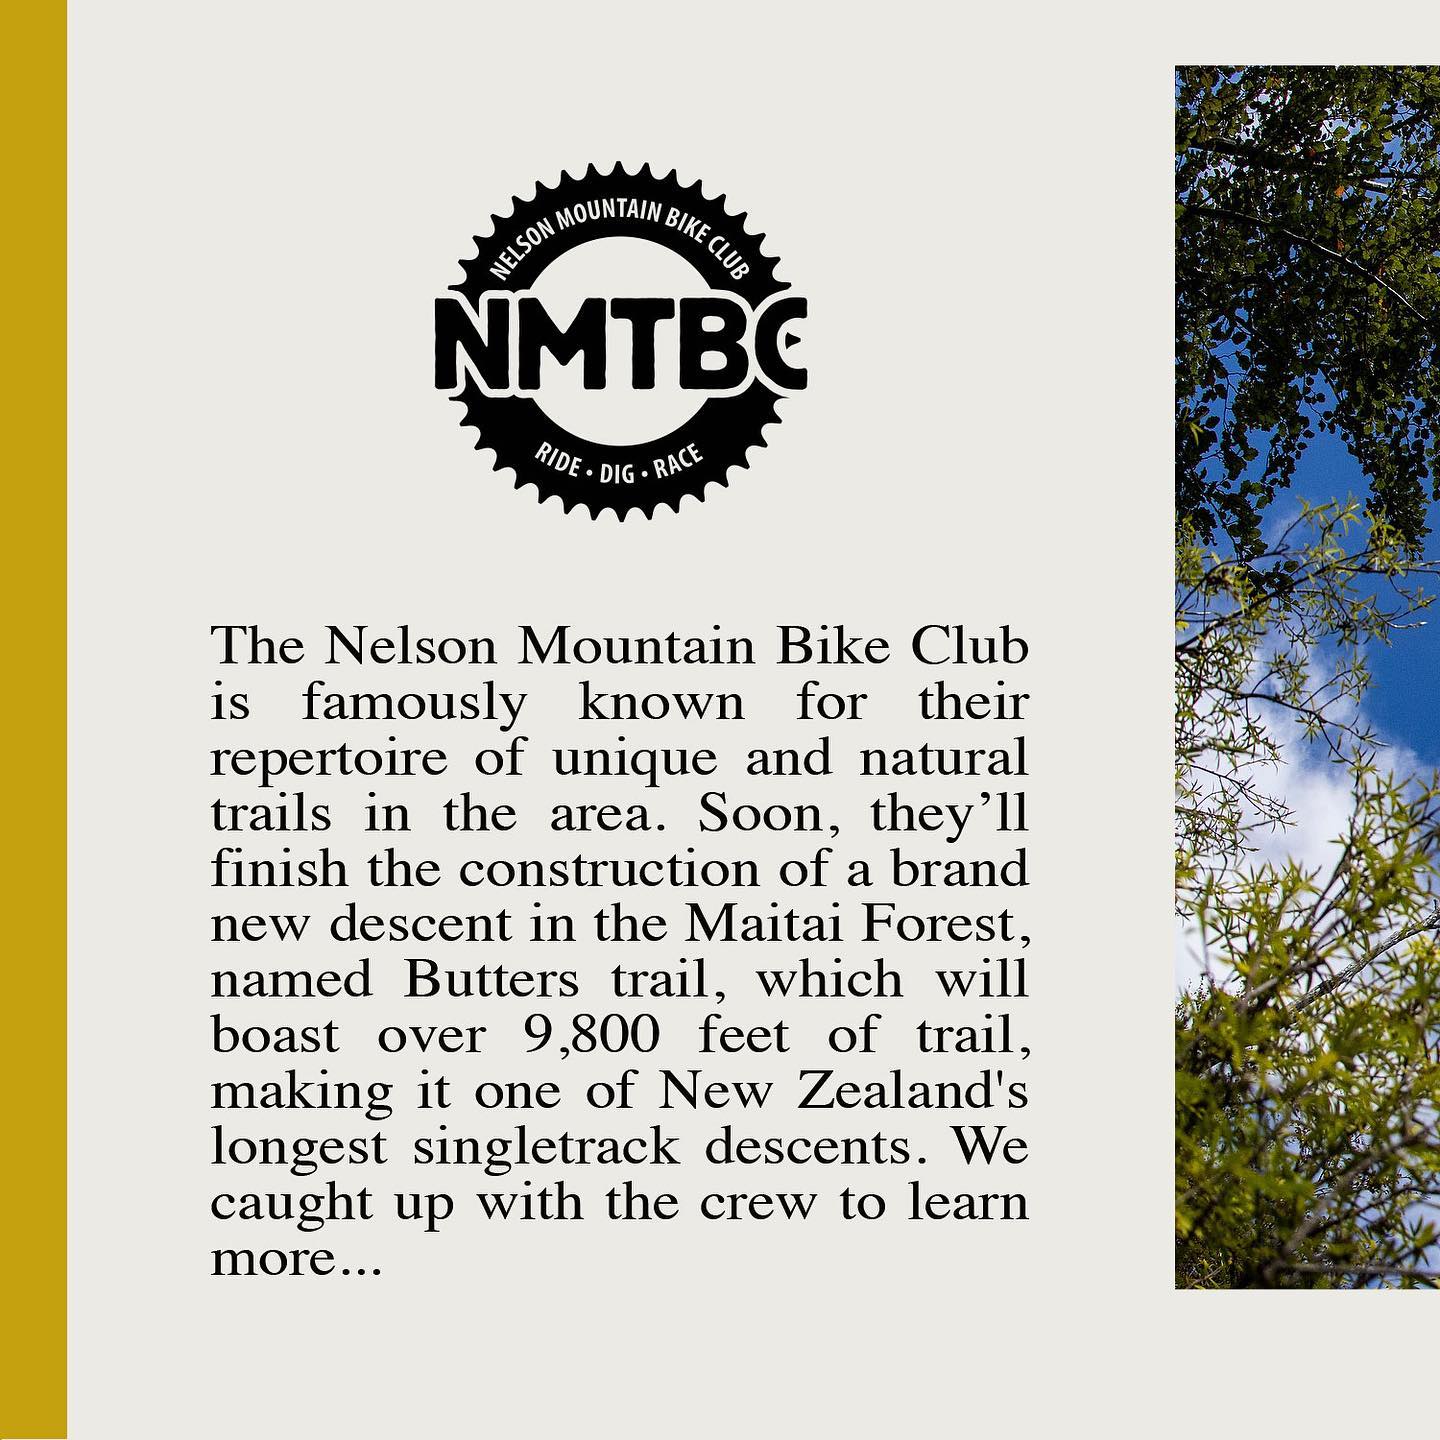 NELSON MOUNTAIN BIKE CLUB
NMTBC
RIDE • DIG • RACE
The Nelson Mountain Bike Club
is famously known for their
repertoire of unique and natural
trails in the area. Soon, they’ll
finish the construction of a brand
new descent in the Maitai Forest,
named Butters trail, which will
boast over 9,800 feet of trail,
making it one of New Zealand's
longest singletrack descents. We
caught up with the crew to learn
more...